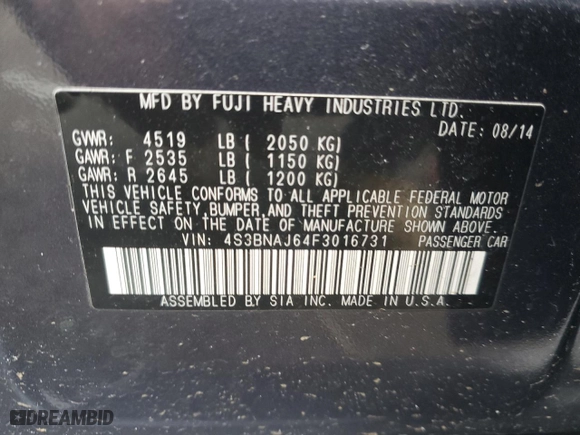 MFD BY FUJI HEAVY INDUSTRIES LTD.
DATE: 08/14
GVWR: 4519 LB ( 2050 KG)
GAWR: F 2535 LB ( 1150 KG)
GAWR: R 2645 LB ( 1200 KG)
THIS VEHICLE CONFORMS TO ALL APPLICABLE FEDERAL MOTOR
VEHICLE SAFETY, BUMPER, AND THEFT PREVENTION STANDARDS
IN EFFECT ON THE DATE OF MANUFACTURE SHOWN ABOVE.
VIN: 4S3BNAJ64F3016731 PASSENGER CAR
ASSEMBLED BY SIA INC. MADE IN U.S.A.
DREAMBID